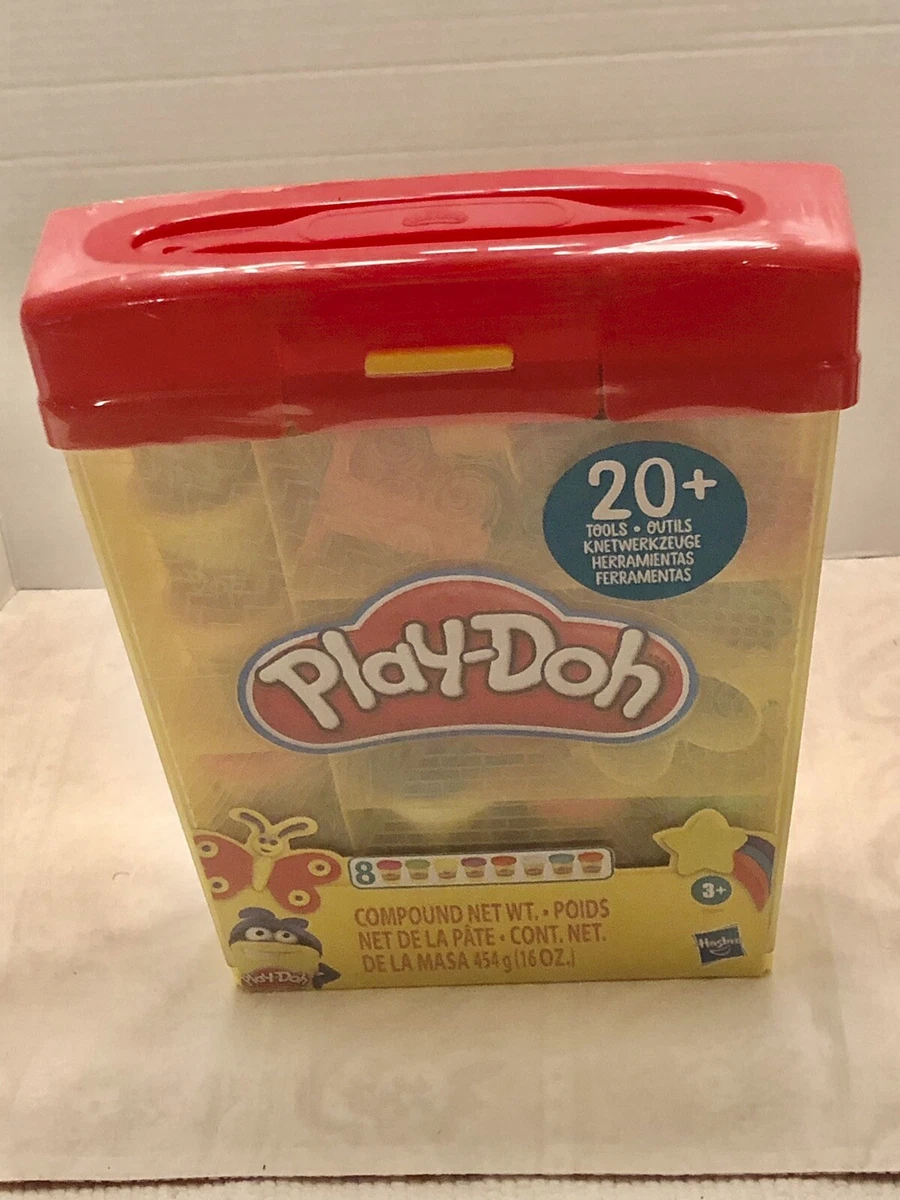 20+
TOOLS • OUTILS
KNETWERKZEUGE
HERRAMIENTAS
FERRAMENTAS
Play-Doh
8
COMPOUND NET WT. • POIDS
NET DE LA PÂTE • CONT. NET.
DE LA MASA 454 g (16 OZ.)
3+
Hasbro
Play-Doh